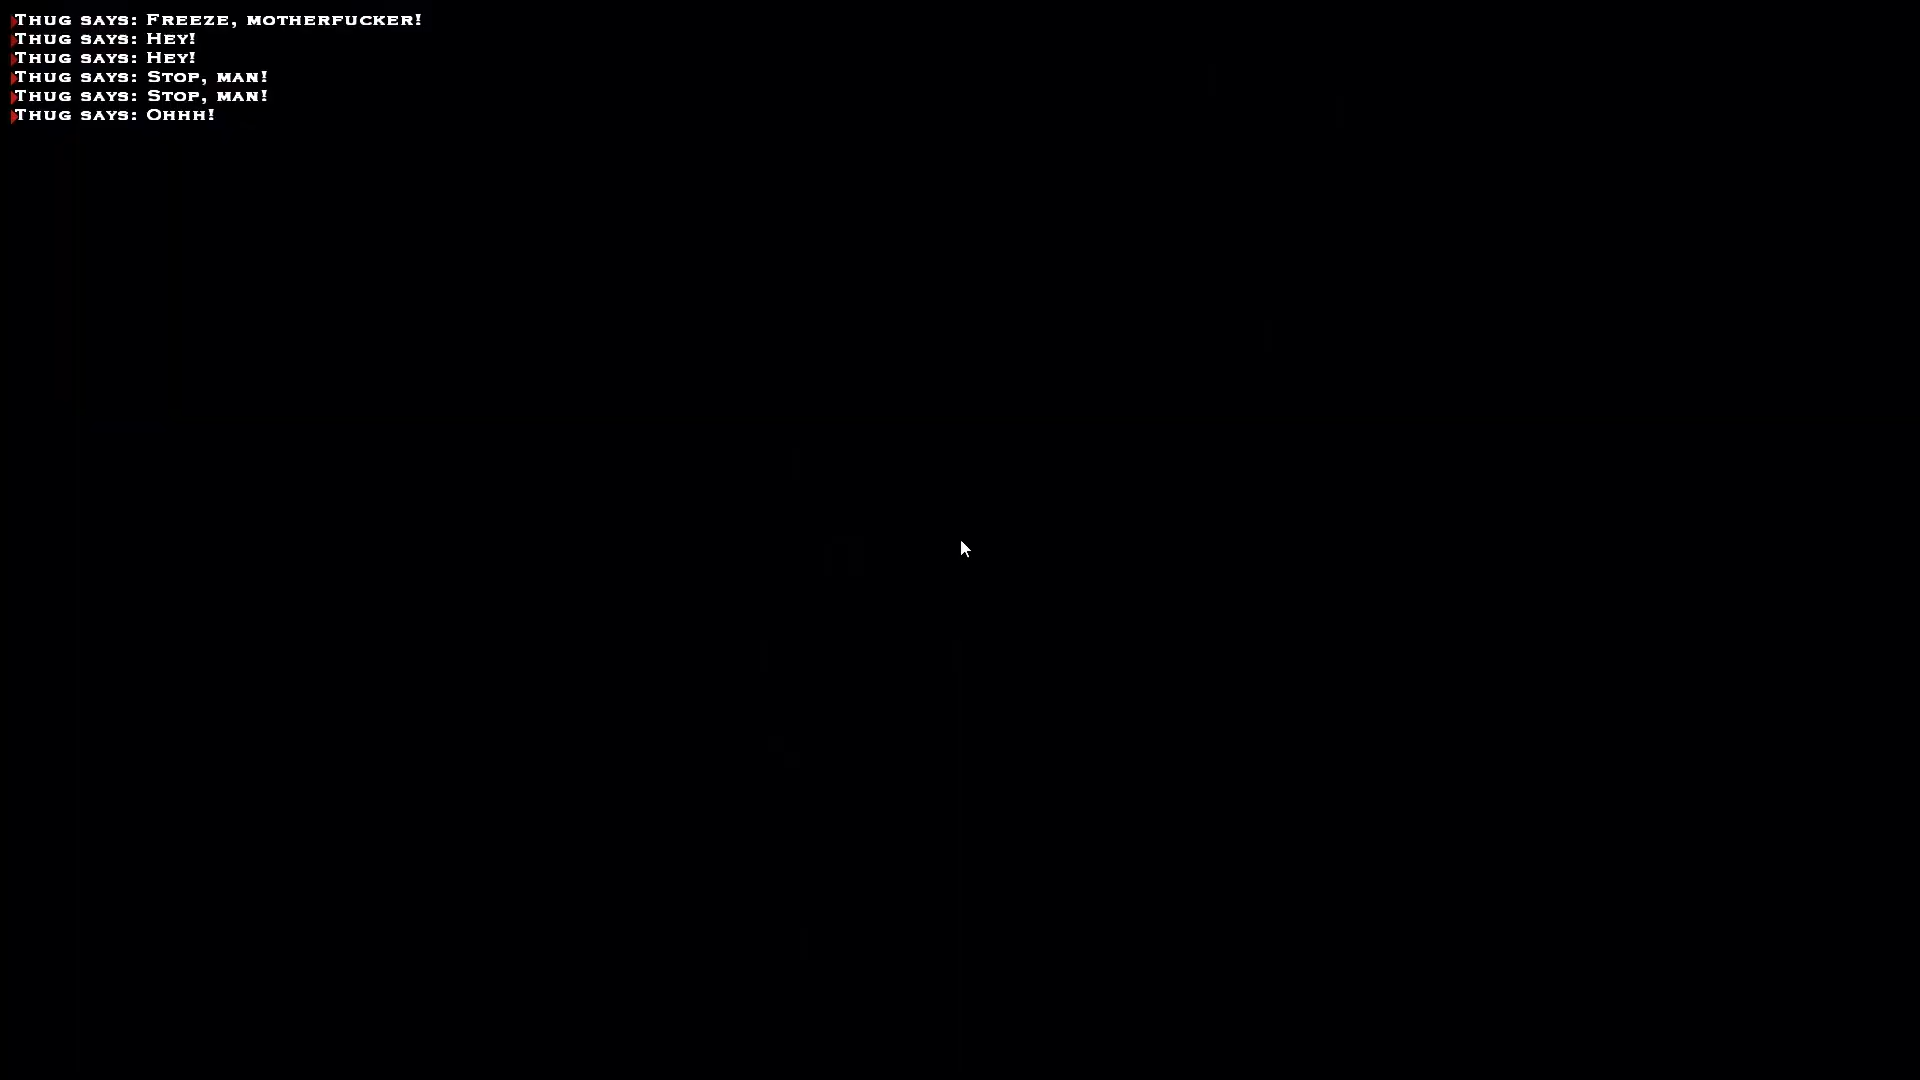 Thug says: Freeze, motherfucker!
Thug says: Hey!
Thug says: Hey!
Thug says: Stop, man!
Thug says: Stop, man!
Thug says: Ohhh!